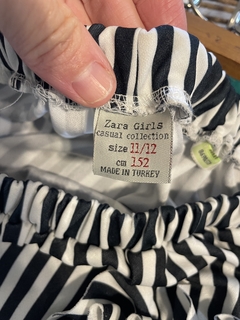 Zara Girls
casual collection
size 11/12
cm 152
MADE IN TURKEY